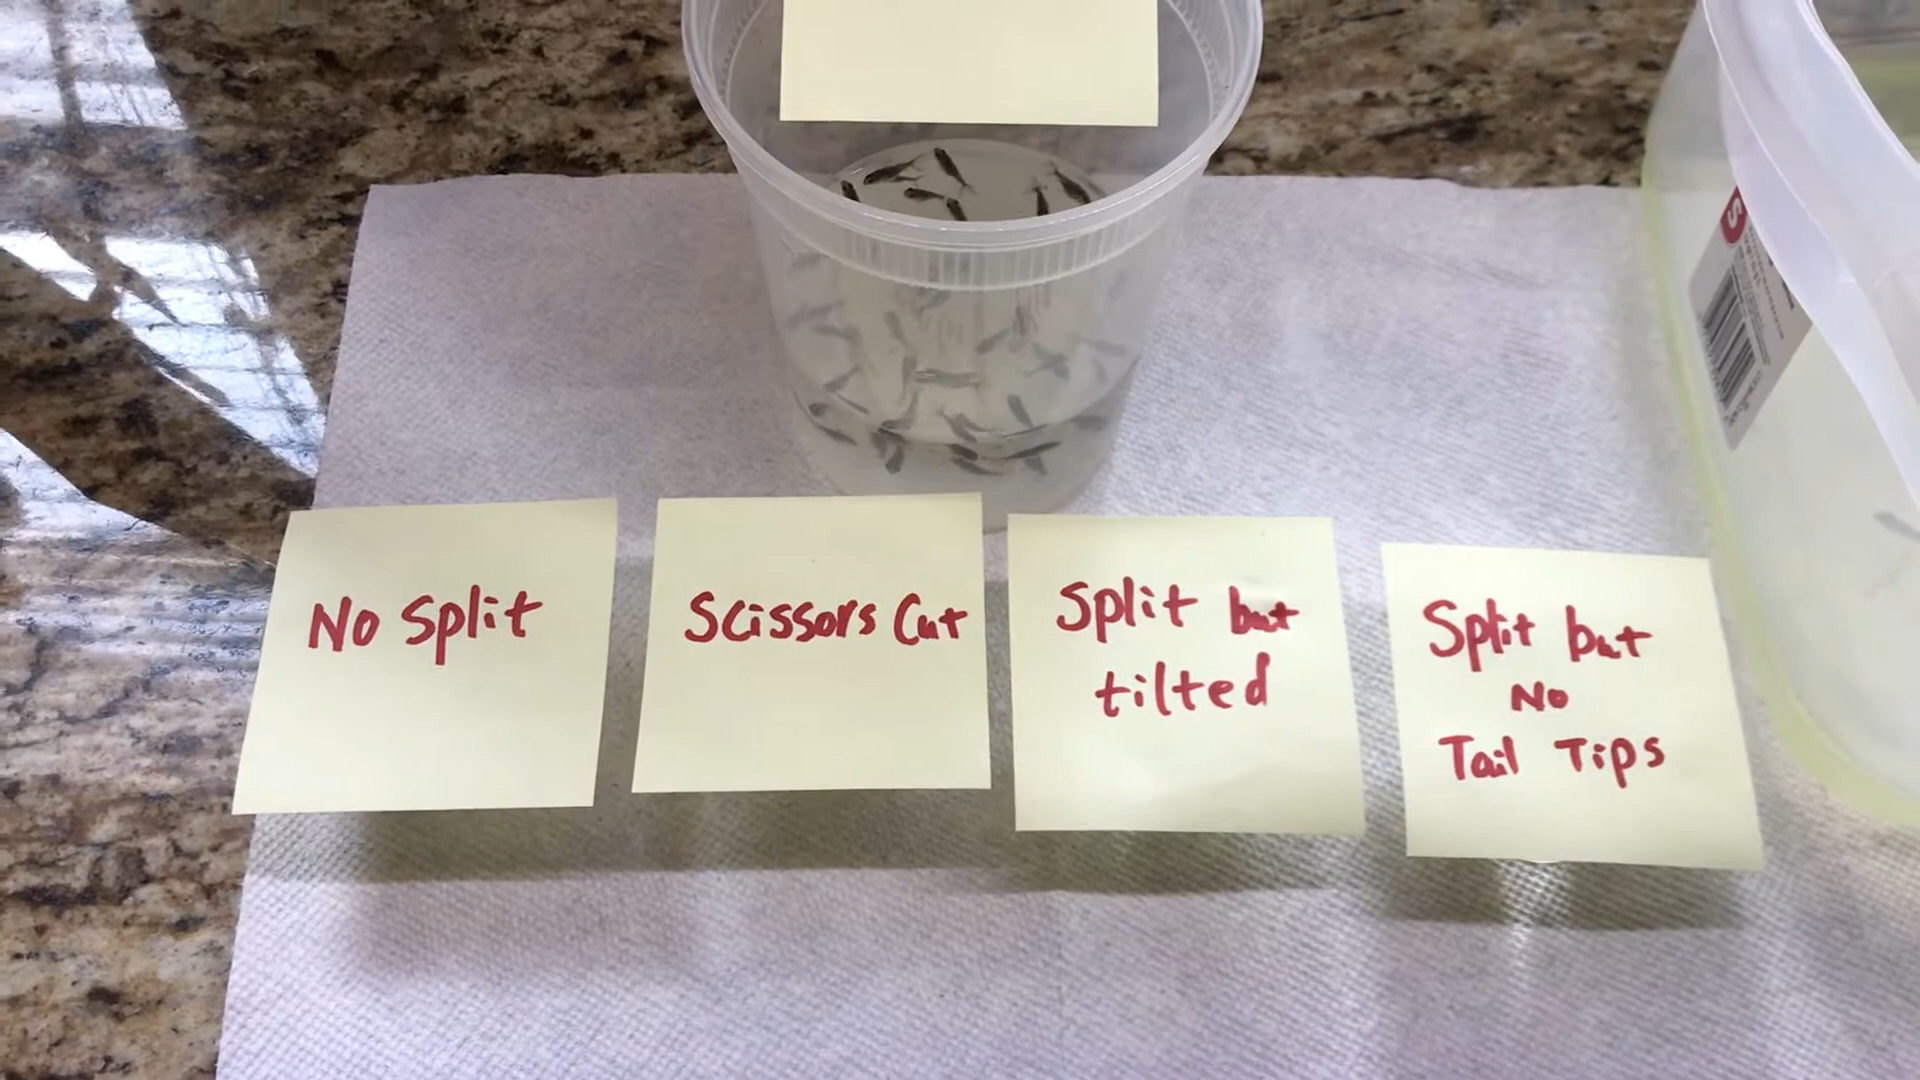 No Split
Scissors Cut
Split but
tilted
Split but
No
Tail Tips